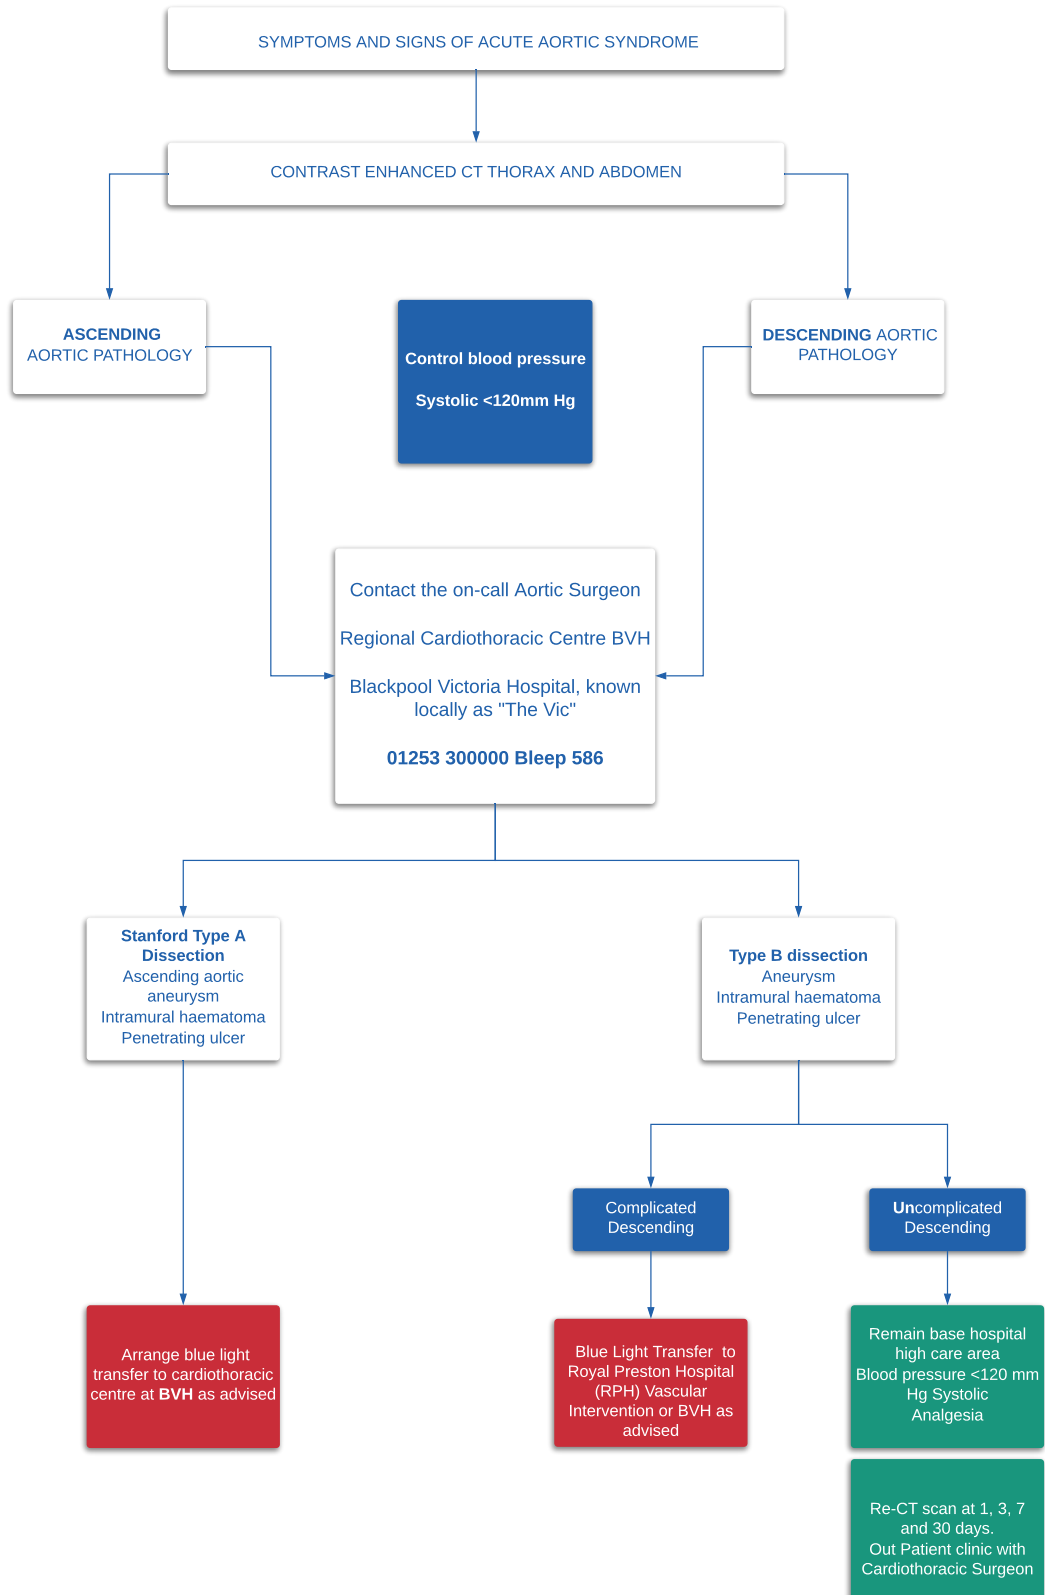 SYMPTOMS AND SIGNS OF ACUTE AORTIC SYNDROME
CONTRAST ENHANCED CT THORAX AND ABDOMEN
ASCENDING
AORTIC PATHOLOGY
Control blood pressure
Systolic <120mm Hg
DESCENDING AORTIC
PATHOLOGY
Contact the on-call Aortic Surgeon
Regional Cardiothoracic Centre BVH
Blackpool Victoria Hospital, known
locally as "The Vic"
01253 300000 Bleep 586
Stanford Type A
Dissection
Ascending aortic
aneurysm
Intramural haematoma
Penetrating ulcer
Type B dissection
Aneurysm
Intramural haematoma
Penetrating ulcer
Complicated
Descending
Uncomplicated
Descending
Arrange blue light
transfer to cardiothoracic
centre at BVH as advised
Blue Light Transfer to
Royal Preston Hospital
(RPH) Vascular
Intervention or BVH as
advised
Remain base hospital
high care area
Blood pressure <120 mm
Hg Systolic
Analgesia
Re-CT scan at 1, 3, 7
and 30 days.
Out Patient clinic with
Cardiothoracic Surgeon